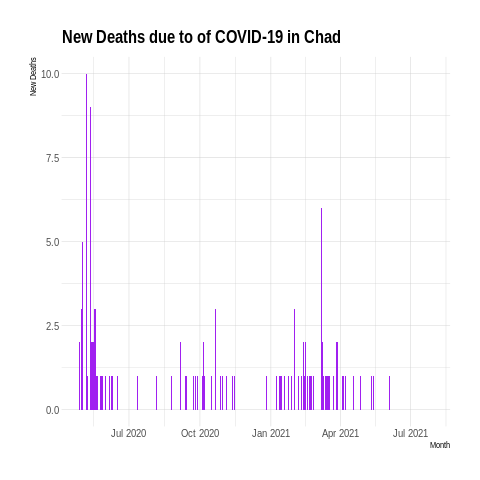 New Deaths due to of COVID-19 in Chad
New Deaths
10.0
7.5
5.0
2.5
0.0
Jul 2020 Oct 2020 Jan 2021 Apr 2021 Jul 2021
Month